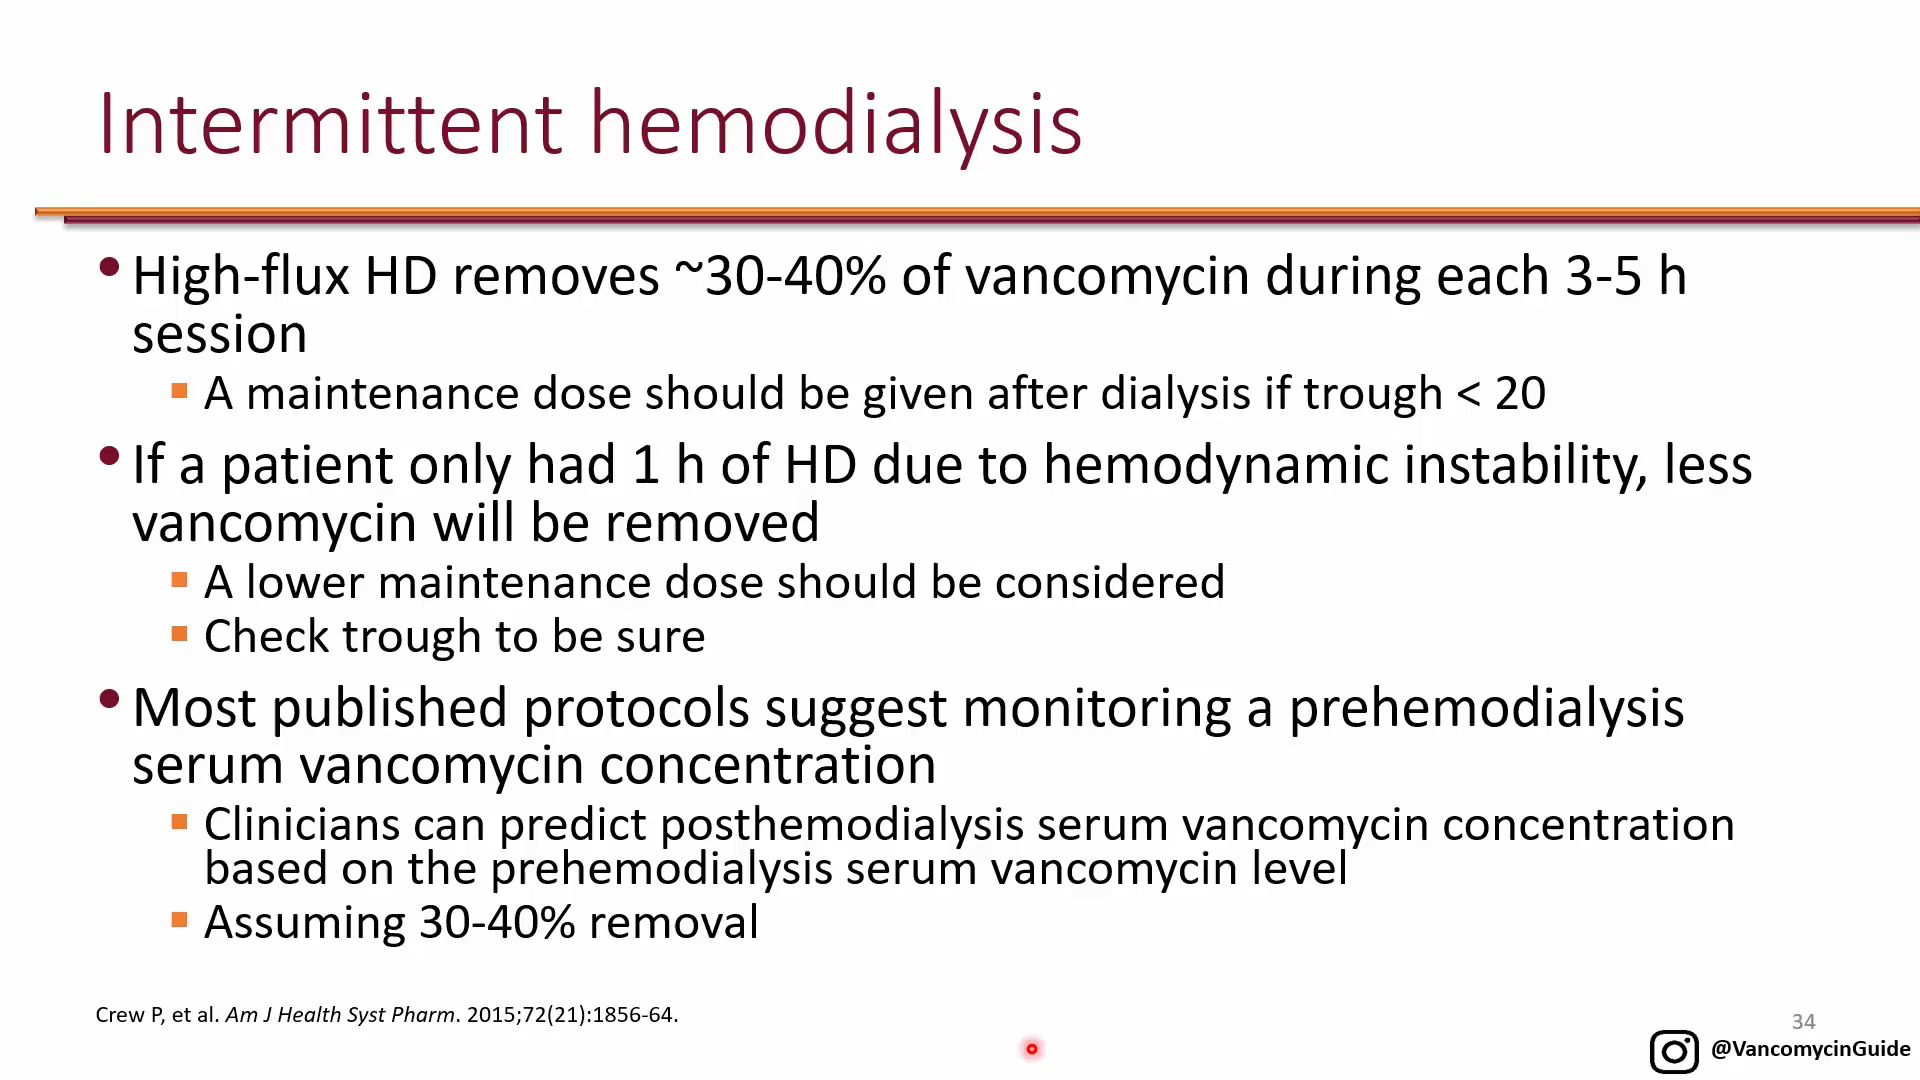 Intermittent hemodialysis
• High-flux HD removes ~30-40% of vancomycin during each 3-5 h
session
▪ A maintenance dose should be given after dialysis if trough < 20
• If a patient only had 1 h of HD due to hemodynamic instability, less
vancomycin will be removed
▪ A lower maintenance dose should be considered
▪ Check trough to be sure
• Most published protocols suggest monitoring a prehemodialysis
serum vancomycin concentration
▪ Clinicians can predict posthemodialysis serum vancomycin concentration
based on the prehemodialysis serum vancomycin level
▪ Assuming 30-40% removal
Crew P, et al. Am J Health Syst Pharm. 2015;72(21):1856-64.
34
@VancomycinGuide